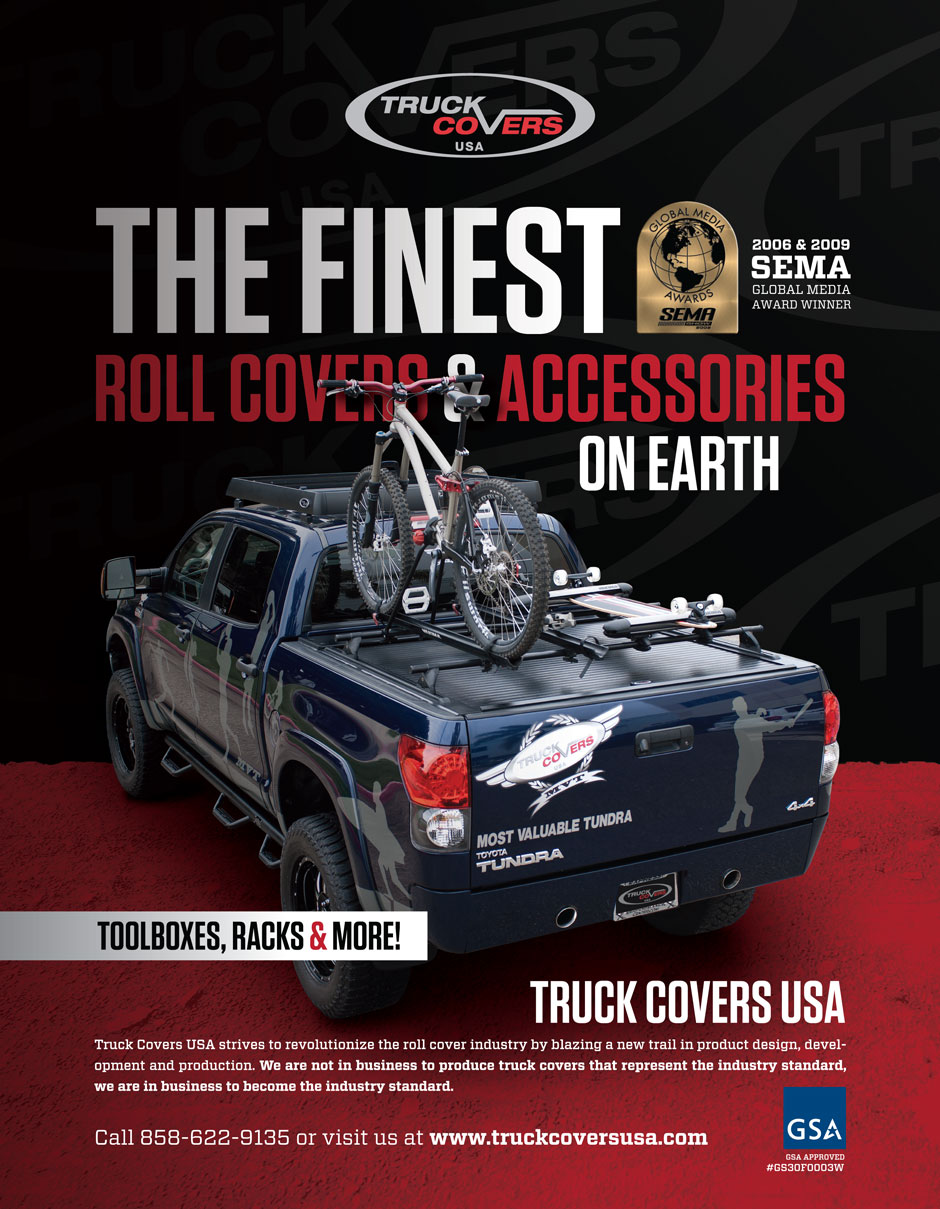 TRUCK
COVERS
USA
THE FINEST
GLOBAL MEDIA
AWARDS
SEMA
2006 & 2009
SEMA
GLOBAL MEDIA
AWARD WINNER
ROLL COVERS & ACCESSORIES
ON EARTH
TRUCK
COVERS
USA
MVT
MVT
MOST VALUABLE TUNDRA
TOYOTA
TUNDRA
4x4
TRUCK
COVERS
TOOLBOXES, RACKS & MORE!
TRUCK COVERS USA
Truck Covers USA strives to revolutionize the roll cover industry by blazing a new trail in product design, devel-
opment and production. We are not in business to produce truck covers that represent the industry standard,
we are in business to become the industry standard.
Call 858-622-9135 or visit us at www.truckcoversusa.com
GSA
GSA APPROVED
#GS30F0003W